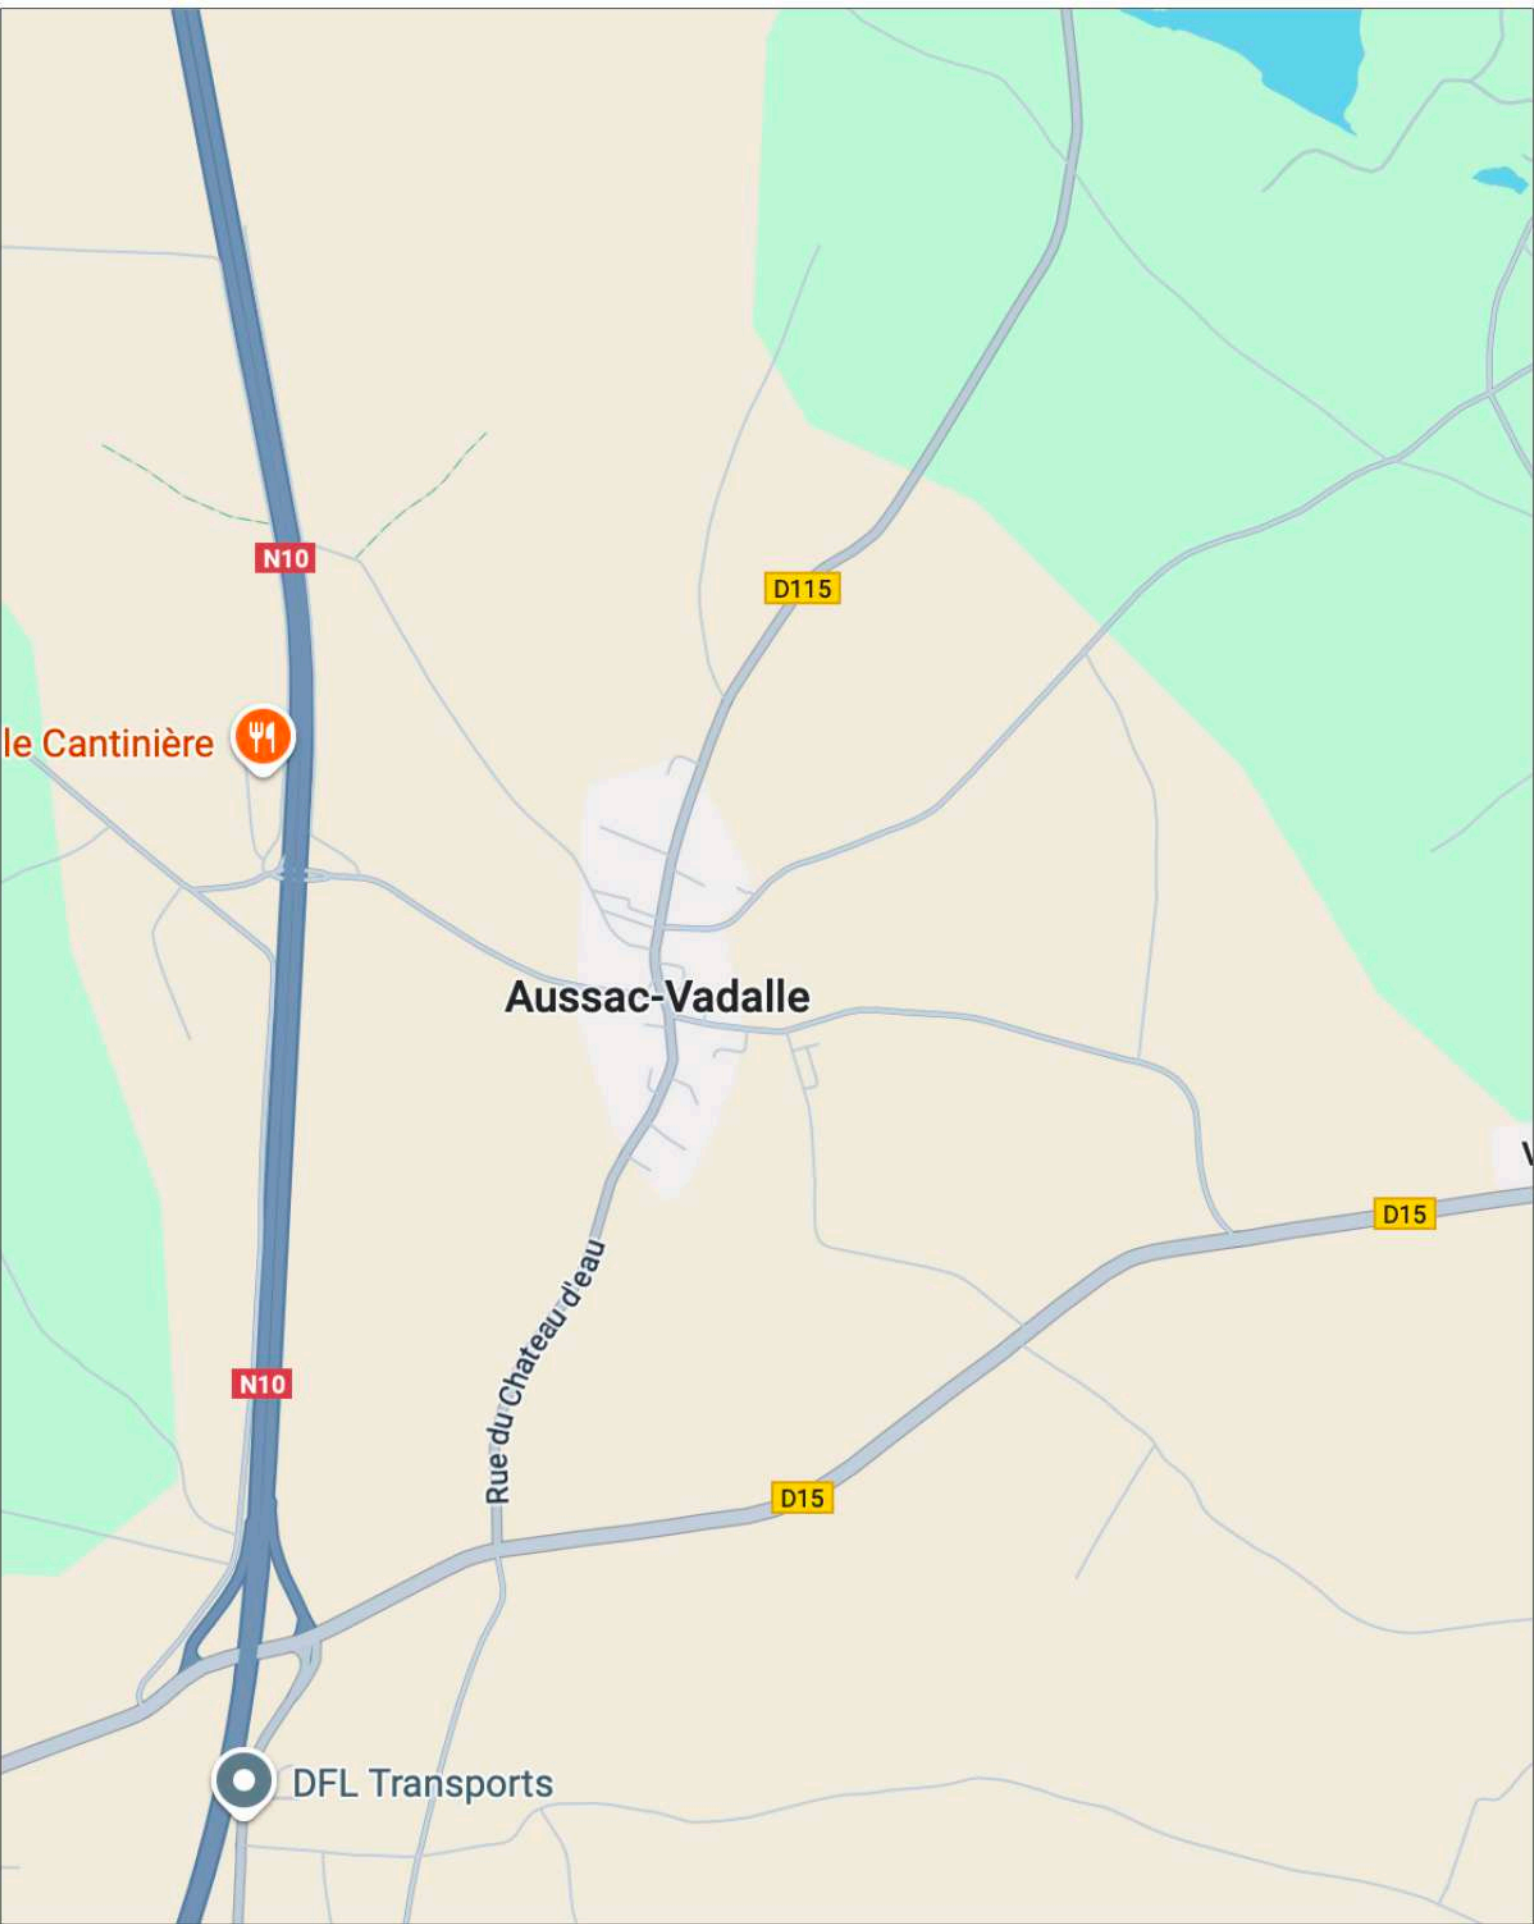 N10
D115
le Cantinière
Aussac-Vadalle
D15
Rue du Chateau d'eau
N10
D15
DFL Transports